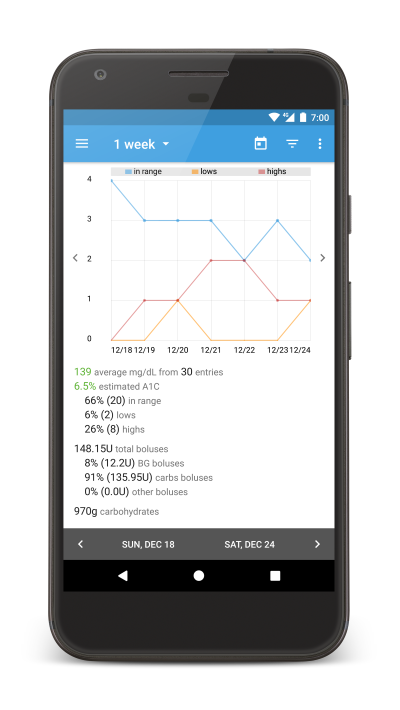 4G 7:00
1 week
in range lows highs
4
3
2
1
0
12/18 12/19 12/20 12/21 12/22 12/23 12/24
139 average mg/dL from 30 entries
6.5% estimated A1C
66% (20) in range
6% (2) lows
26% (8) highs
148.15U total boluses
8% (12.2U) BG boluses
91% (135.95U) carbs boluses
0% (0.0U) other boluses
970g carbohydrates
SUN, DEC 18 SAT, DEC 24